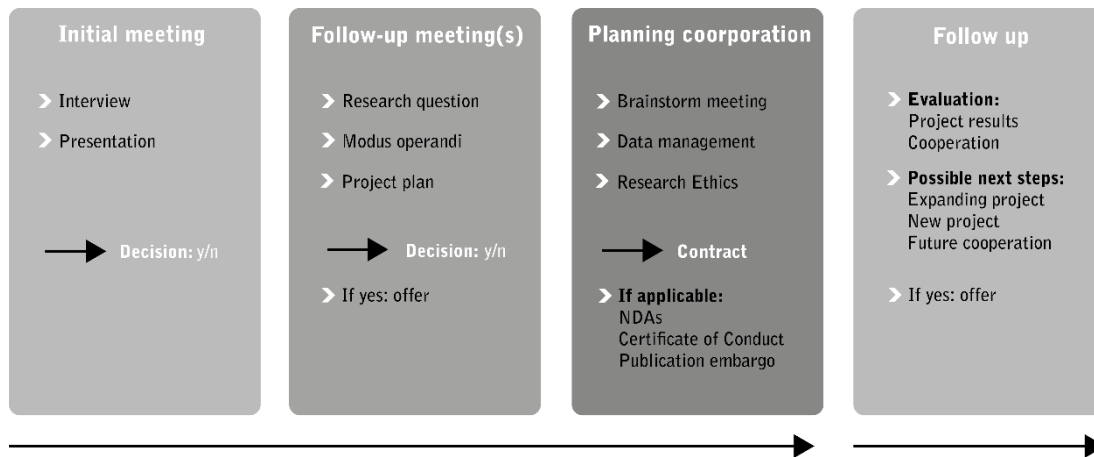 Initial meeting
Interview
Presentation
Decision: y/n
Follow-up meeting(s)
Research question
Modus operandi
Project plan
Decision: y/n
If yes: offer
Planning coorporation
Brainstorm meeting
Data management
Research Ethics
Contract
If applicable:
NDAs
Certificate of Conduct
Publication embargo
Follow up
Evaluation:
Project results
Cooperation
Possible next steps:
Expanding project
New project
Future cooperation
If yes: offer